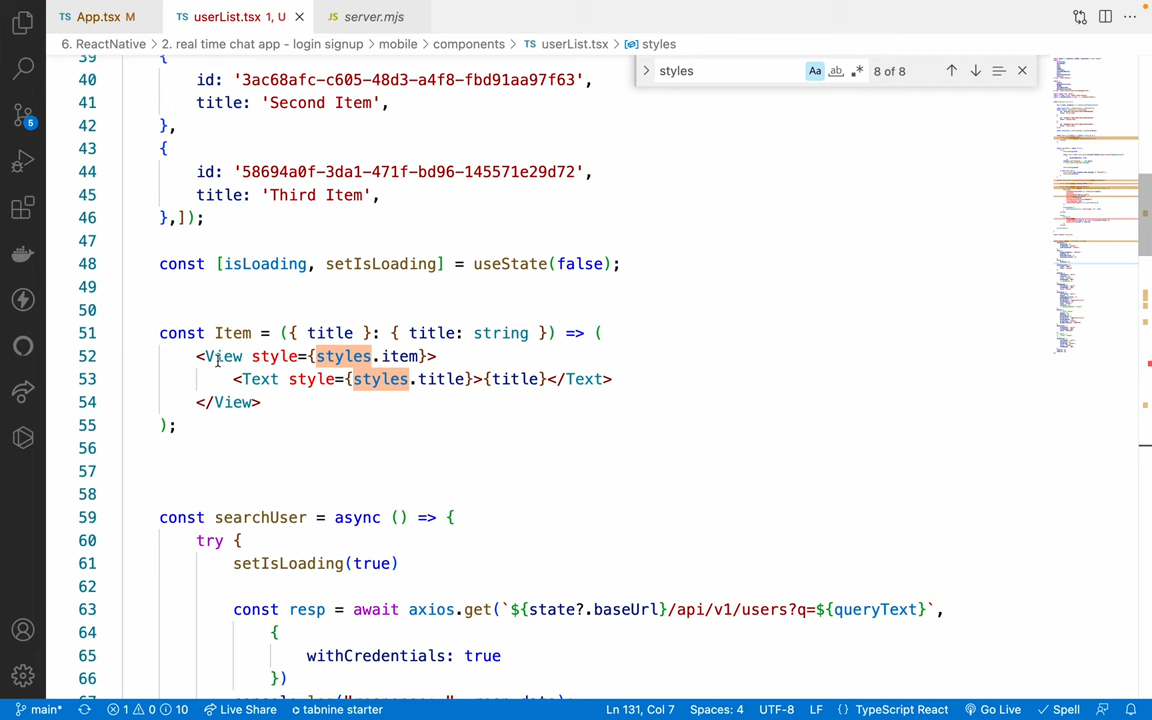 TS App.tsx M
TS userList.tsx 1, U
JS server.mjs
6. ReactNative > 2. real time chat app - login signup > mobile > components > TS userList.tsx > styles
styles
Aa ab .*
8 of 8
39 {
40 id: '3ac68afc-c605-48d3-a4f8-fbd91aa97f63',
41 title: 'Second Item',
42 },
43 {
44 id: '58694a0f-3da1-471f-bd96-145571e29d72',
45 title: 'Third Item',
46 },]);
47
48 const [isLoading, setIsLoading] = useState(false);
49
50
51 const Item = ({ title }: { title: string }) => (
52 <View style={styles.item}>
53 <Text style={styles.title}>{title}</Text>
54 </View>
55 );
56
57
58
59 const searchUser = async () => {
60 try {
61 setIsLoading(true)
62
63 const resp = await axios.get(`${state?.baseUrl}/api/v1/users?q=${queryText}`,
64 {
65 withCredentials: true
66 })
5
main* 1 0 10 Live Share tabnine starter Ln 131, Col 7 Spaces: 4 UTF-8 LF {} TypeScript React Go Live Spell